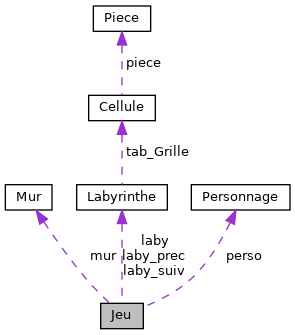 Piece
piece
Cellule
tab_Grille
Mur
Labyrinthe
Personnage
laby
mur laby_prec perso
laby_suiv
Jeu